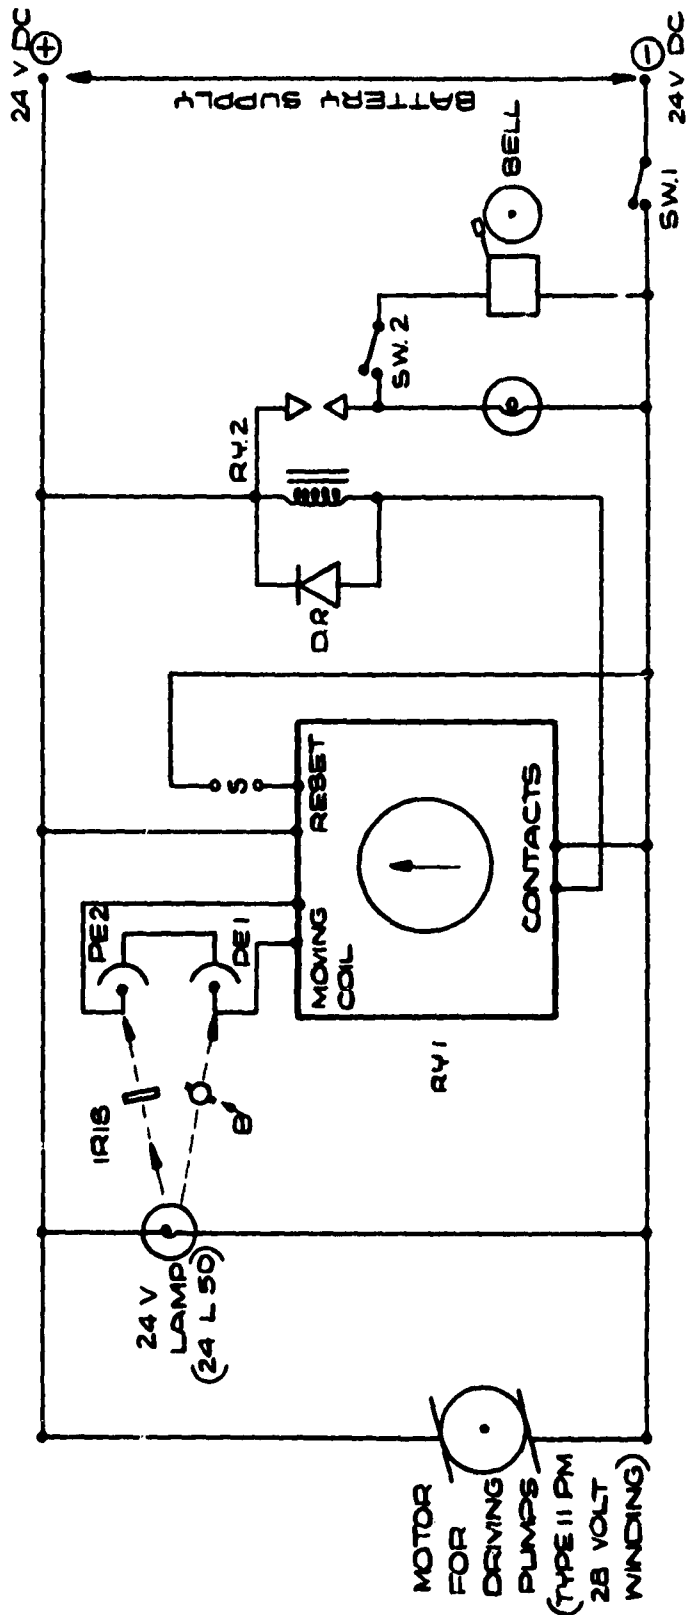 24 V DC
+
BATTERY SUPPLY
−
24V DC
SW.1
BELL
SW.2
RY.2
D.R
S
RESET
MOVING
COIL
CONTACTS
RY1
PE2
PE1
IRIS
B
24 V
LAMP
(24 L 50)
MOTOR
FOR
DRIVING
PUMPS
(TYPE 11 PM
28 VOLT
WINDING)